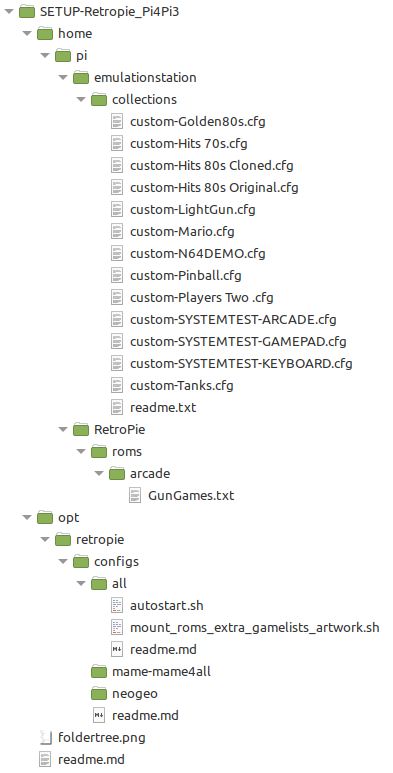 SETUP-Retropie_Pi4Pi3
home
pi
emulationstation
collections
custom-Golden80s.cfg
custom-Hits 70s.cfg
custom-Hits 80s Cloned.cfg
custom-Hits 80s Original.cfg
custom-LightGun.cfg
custom-Mario.cfg
custom-N64DEMO.cfg
custom-Pinball.cfg
custom-Players Two .cfg
custom-SYSTEMTEST-ARCADE.cfg
custom-SYSTEMTEST-GAMEPAD.cfg
custom-SYSTEMTEST-KEYBOARD.cfg
custom-Tanks.cfg
readme.txt
RetroPie
roms
arcade
GunGames.txt
opt
retropie
configs
all
autostart.sh
mount_roms_extra_gamelists_artwork.sh
readme.md
mame-mame4all
neogeo
readme.md
foldertree.png
readme.md